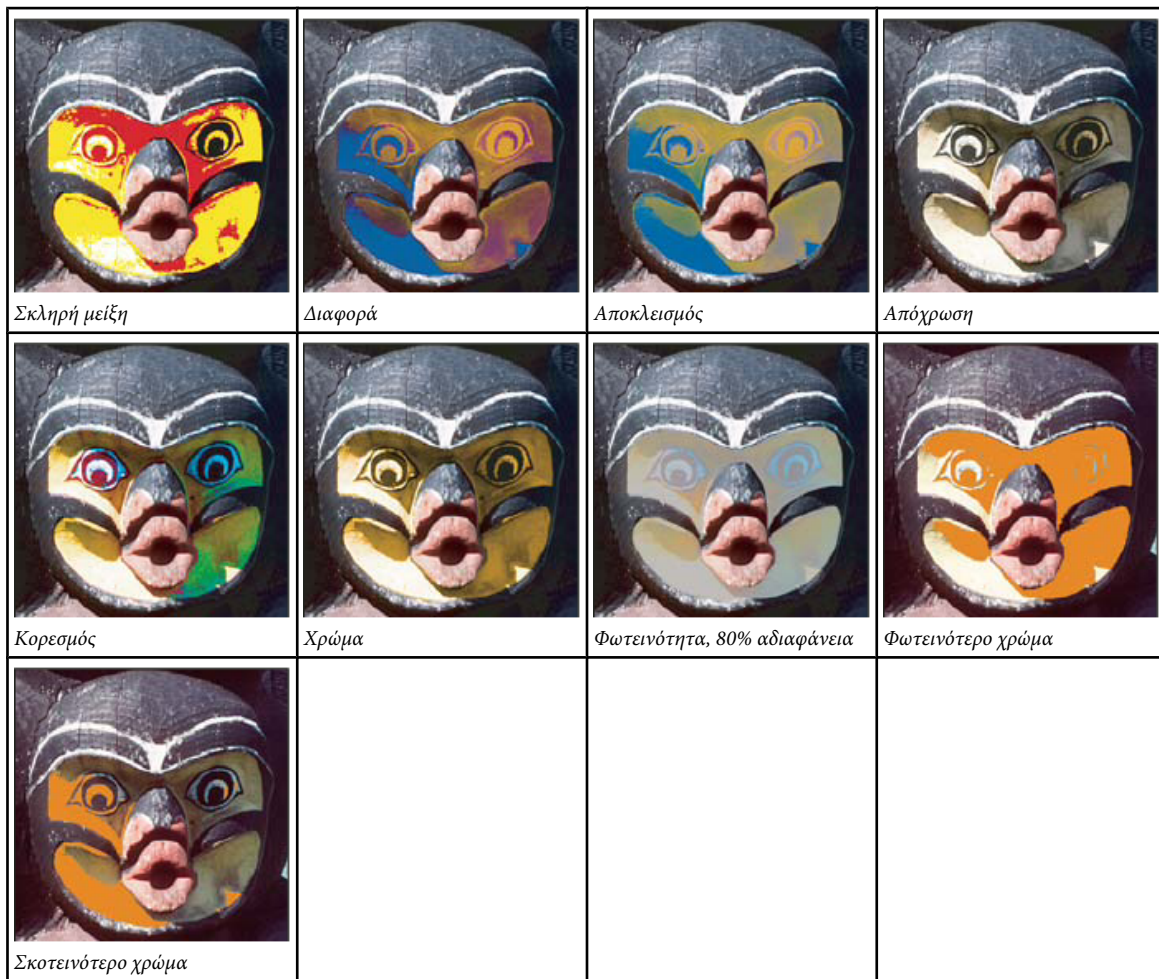 Σκληρή μείξη
Διαφορά
Αποκλεισμός
Απόχρωση
Κορεσμός
Χρώμα
Φωτεινότητα, 80% αδιαφάνεια
Φωτεινότερο χρώμα
Σκοτεινότερο χρώμα